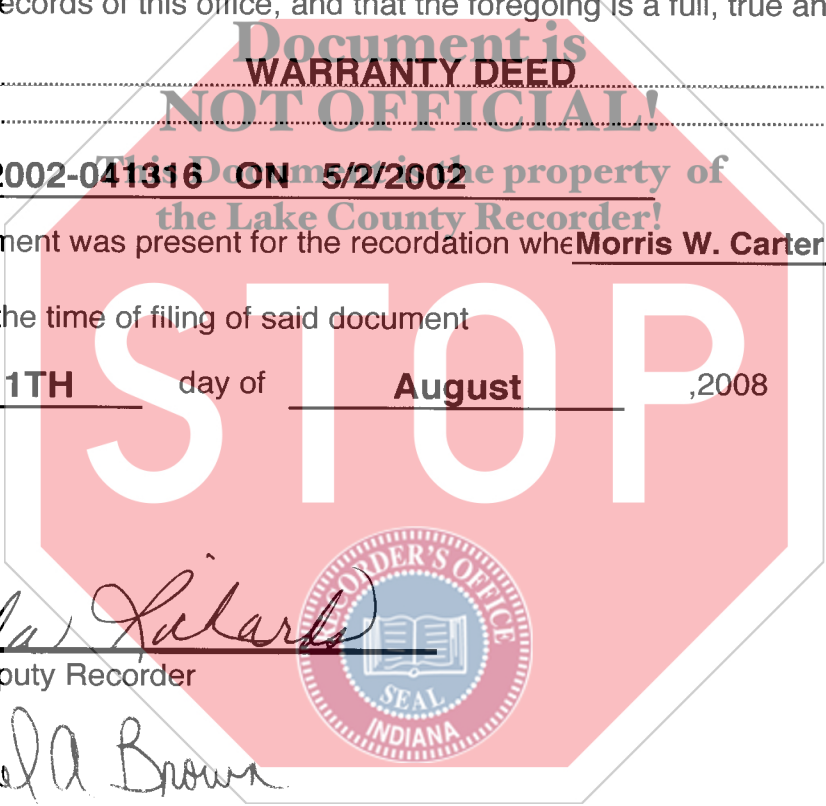 ecords of this office, and that the foregoing is a full, true an
Document is
WARRANTY DEED
NOT OFFICIAL!
This Document is the property of
2002-041316 ON 5/2/2002
the Lake County Recorder!
ment was present for the recordation whe Morris W. Carter
he time of filing of said document
1TH day of August ,2008
STOP
Richards
puty Recorder
RECORDER'S OFFICE
SEAL
INDIANA
A Brown